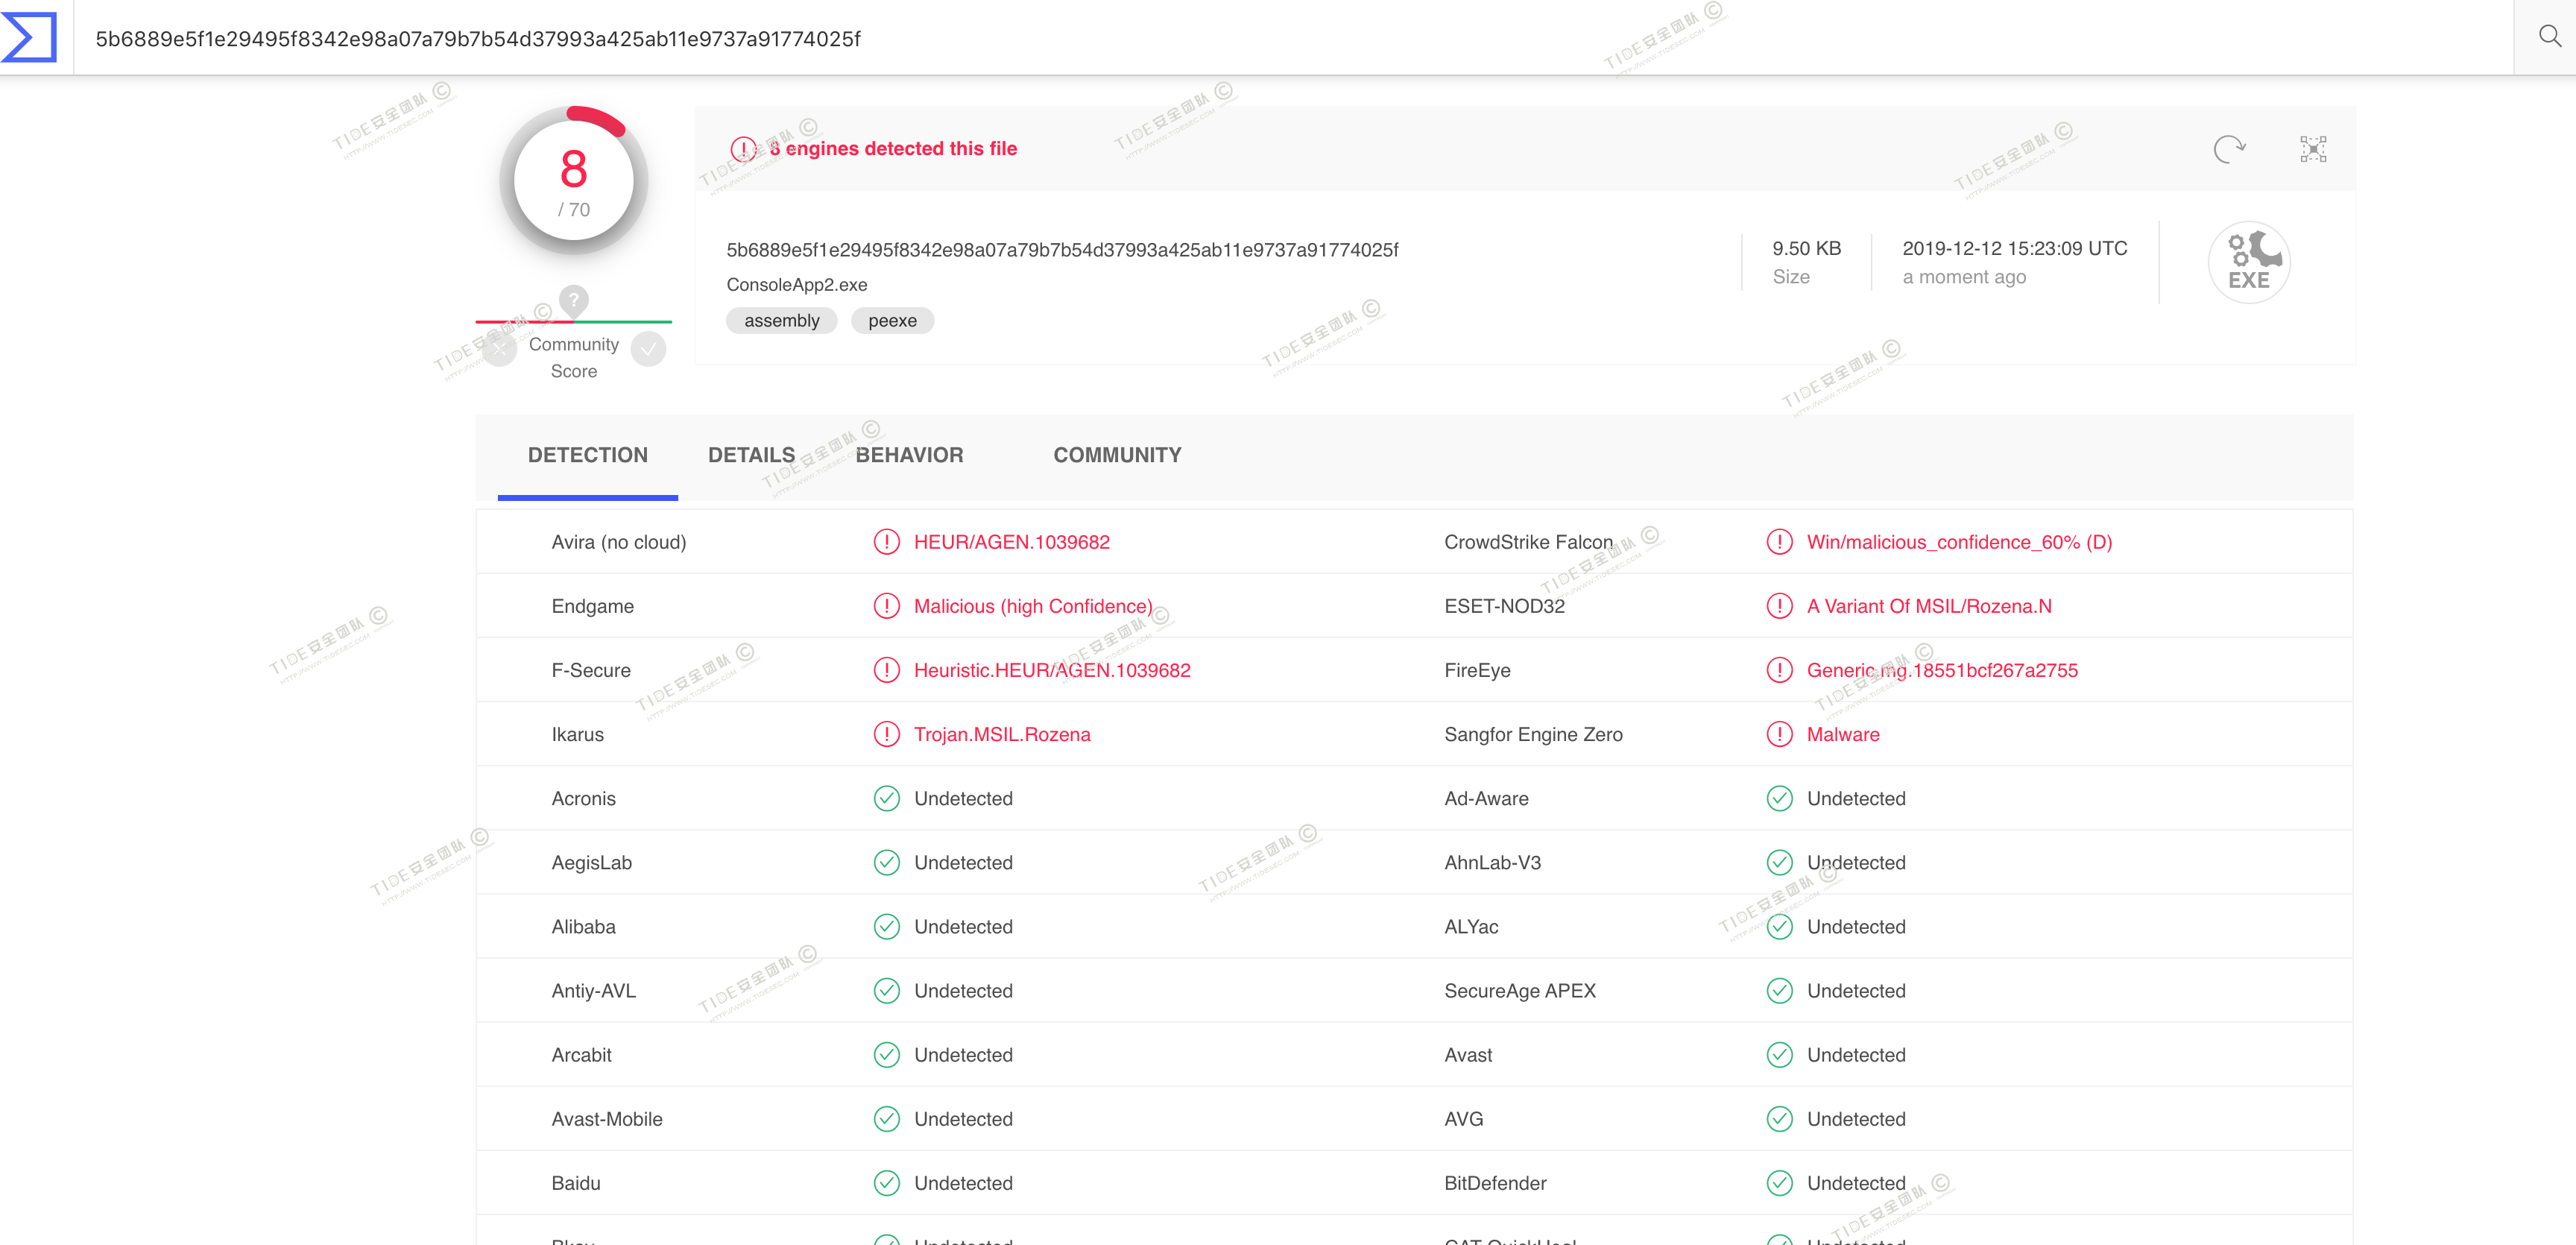 5b6889e5f1e29495f8342e98a07a79b7b54d37993a425ab11e9737a91774025f
8
/ 70
8 engines detected this file
5b6889e5f1e29495f8342e98a07a79b7b54d37993a425ab11e9737a91774025f
ConsoleApp2.exe
assembly peexe
9.50 KB
Size
2019-12-12 15:23:09 UTC
a moment ago
EXE
?
Community
Score
DETECTION DETAILS BEHAVIOR COMMUNITY
Avira (no cloud) HEUR/AGEN.1039682 CrowdStrike Falcon Win/malicious_confidence_60% (D)
Endgame Malicious (high Confidence) ESET-NOD32 A Variant Of MSIL/Rozena.N
F-Secure Heuristic.HEUR/AGEN.1039682 FireEye Generic.mg.18551bcf267a2755
Ikarus Trojan.MSIL.Rozena Sangfor Engine Zero Malware
Acronis Undetected Ad-Aware Undetected
AegisLab Undetected AhnLab-V3 Undetected
Alibaba Undetected ALYac Undetected
Antiy-AVL Undetected SecureAge APEX Undetected
Arcabit Undetected Avast Undetected
Avast-Mobile Undetected AVG Undetected
Baidu Undetected BitDefender Undetected
TIDE安全团队 ©
HTTP://WWW.TIDESEC.COM